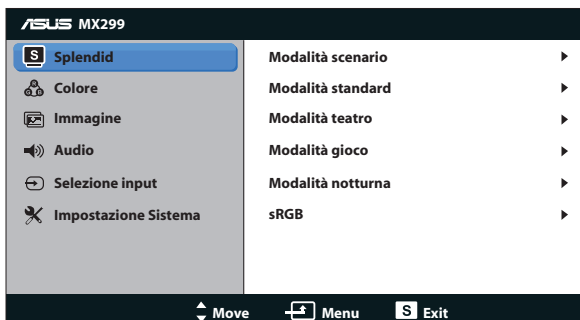 ASUS MX299
S Splendid
Colore
Immagine
Audio
Selezione input
Impostazione Sistema
Modalità scenario
Modalità standard
Modalità teatro
Modalità gioco
Modalità notturna
sRGB
Move Menu S Exit